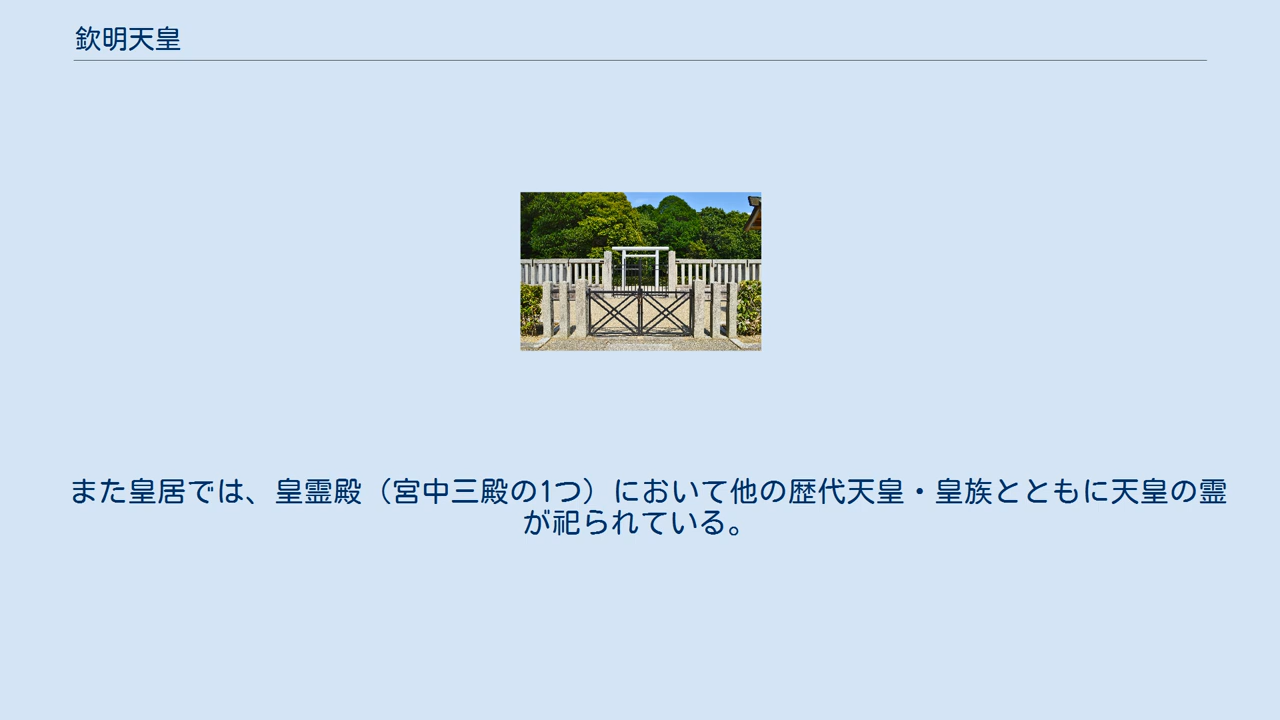 欽明天皇
また皇居では、皇霊殿（宮中三殿の1つ）において他の歴代天皇・皇族とともに天皇の霊
が祀られている。